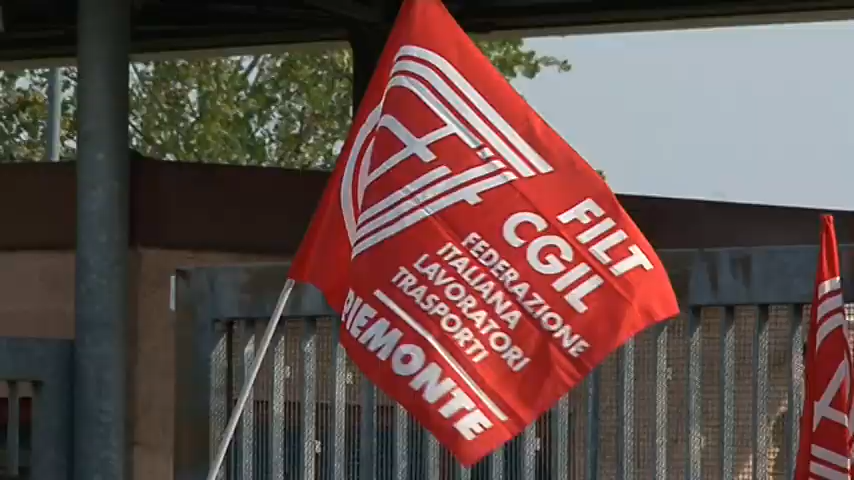 FILT
CGIL
FEDERAZIONE
ITALIANA
LAVORATORI
TRASPORTI
PIEMONTE